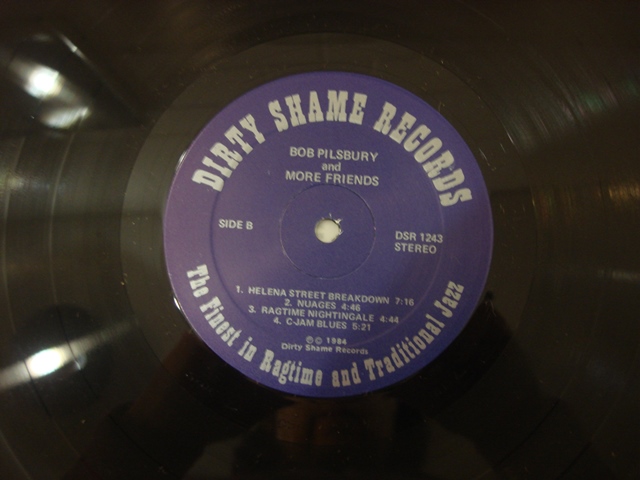 DIRTY SHAME RECORDS
BOB PILSBURY
and
MORE FRIENDS
SIDE B
DSR 1243
STEREO
1. HELENA STREET BREAKDOWN 7:16
2. NUAGES 4:46
3. RAGTIME NIGHTINGALE 4:44
4. C-JAM BLUES 5:21
℗ © 1984
Dirty Shame Records
The Finest in Ragtime and Traditional Jazz